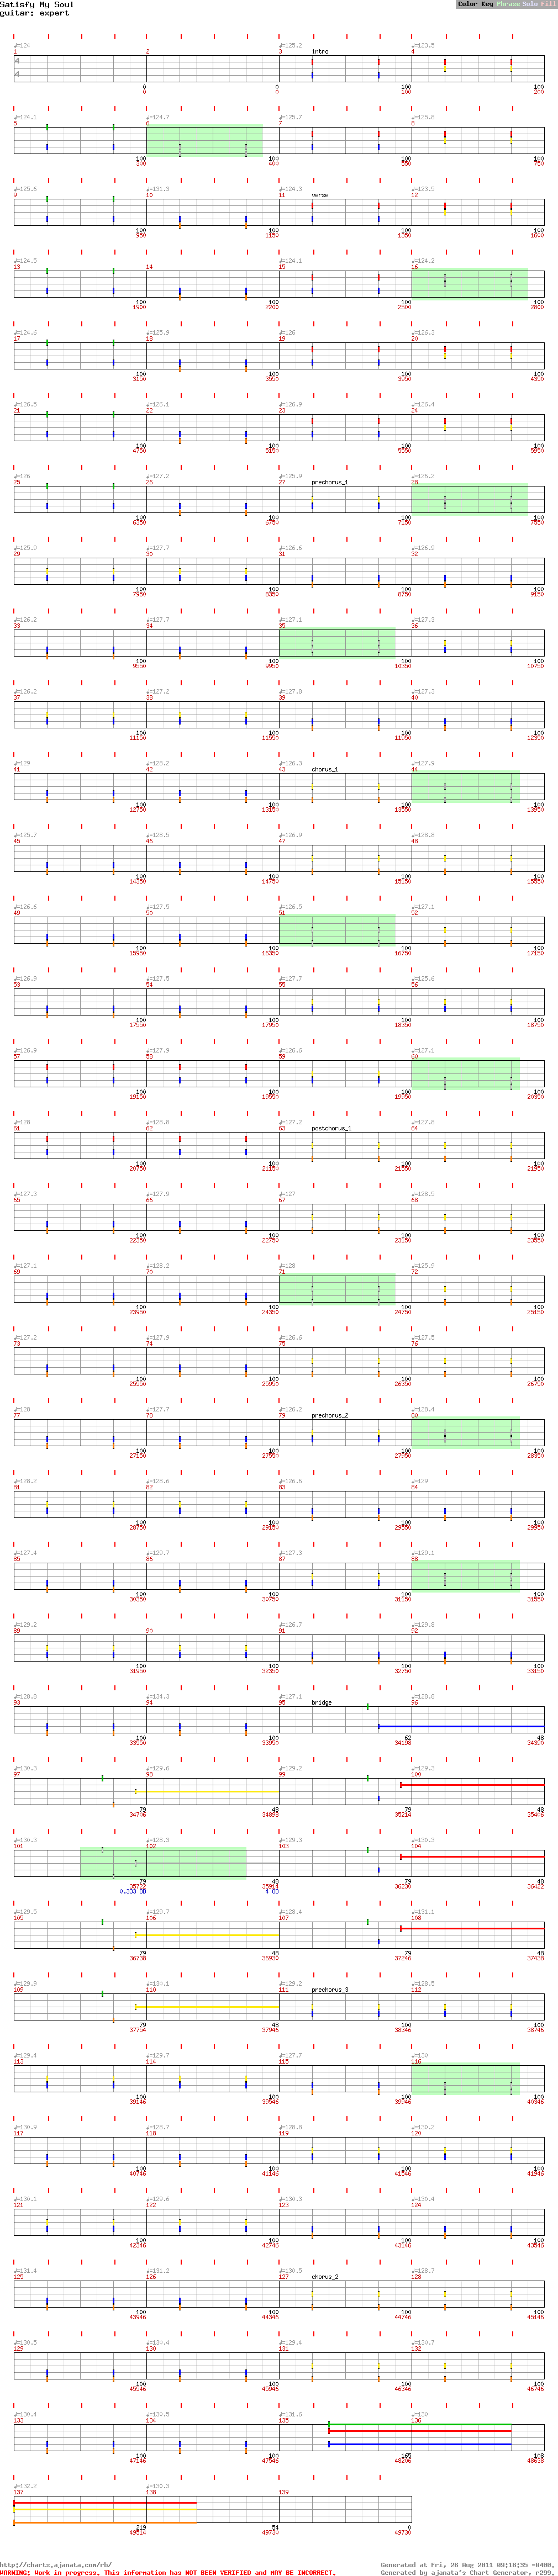 Satisfy My Soul
guitar: expert
Color Key Phrase Solo Fill
♩=124 ♩=125.2 ♩=123.5
1 2 3 intro 4
4
4
0 0 100 100
0 0 100 200
♩=124.1 ♩=124.7 ♩=125.7 ♩=125.8
5 6 7 8
100 100 100 100
300 400 550 750
♩=125.6 ♩=131.3 ♩=124.3 ♩=123.5
9 10 11 verse 12
100 100 100 100
950 1150 1350 1600
♩=124.5 ♩=124.1 ♩=124.2
13 14 15 16
100 100 100 100
1900 2200 2500 2800
♩=124.6 ♩=125.9 ♩=126 ♩=126.3
17 18 19 20
100 100 100 100
3150 3550 3950 4350
♩=126.5 ♩=126.1 ♩=126.9 ♩=126.4
21 22 23 24
100 100 100 100
4750 5150 5550 5950
♩=126 ♩=127.2 ♩=125.9 ♩=126.2
25 26 27 prechorus_1 28
100 100 100 100
6350 6750 7150 7550
♩=125.9 ♩=127.7 ♩=126.6 ♩=126.9
29 30 31 32
100 100 100 100
7950 8350 8750 9150
♩=126.2 ♩=127.7 ♩=127.1 ♩=127.3
33 34 35 36
100 100 100 100
9550 9950 10350 10750
♩=126.2 ♩=127.2 ♩=127.8 ♩=127.3
37 38 39 40
100 100 100 100
11150 11550 11950 12350
♩=129 ♩=128.2 ♩=126.3 ♩=127.9
41 42 43 chorus_1 44
100 100 100 100
12750 13150 13550 13950
♩=125.7 ♩=128.5 ♩=126.9 ♩=128.8
45 46 47 48
100 100 100 100
14350 14750 15150 15550
♩=126.6 ♩=127.5 ♩=126.5 ♩=127.1
49 50 51 52
100 100 100 100
15950 16350 16750 17150
♩=126.9 ♩=127.5 ♩=127.7 ♩=125.6
53 54 55 56
100 100 100 100
17550 17950 18350 18750
♩=126.9 ♩=127.9 ♩=126.6 ♩=127.1
57 58 59 60
100 100 100 100
19150 19550 19950 20350
♩=128 ♩=128.8 ♩=127.2 ♩=127.8
61 62 63 postchorus_1 64
100 100 100 100
20750 21150 21550 21950
♩=127.3 ♩=127.9 ♩=127 ♩=128.5
65 66 67 68
100 100 100 100
22350 22750 23150 23550
♩=127.1 ♩=128.2 ♩=128 ♩=125.9
69 70 71 72
100 100 100 100
23950 24350 24750 25150
♩=127.2 ♩=127.9 ♩=126.6 ♩=127.5
73 74 75 76
100 100 100 100
25550 25950 26350 26750
♩=128 ♩=127.7 ♩=126.2 ♩=128.4
77 78 79 prechorus_2 80
100 100 100 100
27150 27550 27950 28350
♩=128.2 ♩=128.6 ♩=126.6 ♩=129
81 82 83 84
100 100 100 100
28750 29150 29550 29950
♩=127.4 ♩=129.7 ♩=127.3 ♩=129.1
85 86 87 88
100 100 100 100
30350 30750 31150 31550
♩=129.2 ♩=126.7 ♩=129.8
89 90 91 92
100 100 100 100
31950 32350 32750 33150
♩=128.8 ♩=134.3 ♩=127.1 ♩=128.8
93 94 95 bridge 96
100 100 62 48
33550 33950 34198 34390
♩=130.3 ♩=129.6 ♩=129.2 ♩=129.3
97 98 99 100
79 48 79 48
34706 34898 35214 35406
♩=130.3 ♩=128.3
101 102 103 104
79 48 79 48
35722 35914 36230 36422
0.333 OD 4 OD
♩=129.5 ♩=129.7 ♩=128.4 ♩=131.1
105 106 107 108
79 48 79 48
36738 36930 37246 37438
♩=129.9 ♩=130.1 ♩=129.2 ♩=128.5
109 110 111 prechorus_3 112
79 48 100 100
37754 37946 38346 38746
♩=129.4 ♩=129.7 ♩=127.7 ♩=130
113 114 115 116
100 100 100 100
39146 39546 39946 40346
♩=130.9 ♩=128.7 ♩=128.8 ♩=130.2
117 118 119 120
100 100 100 100
40746 41146 41546 41946
♩=130.1 ♩=129.6 ♩=130.3 ♩=130.4
121 122 123 124
100 100 100 100
42346 42746 43146 43546
♩=131.4 ♩=131.2 ♩=130.5 ♩=128.7
125 126 127 chorus_2 128
100 100 100 100
43946 44346 44746 45146
♩=130.5 ♩=130.4 ♩=129.4 ♩=130.7
129 130 131 132
100 100 100 100
45546 45946 46346 46746
♩=130.4 ♩=130.5 ♩=131.6 ♩=130
133 134 135 136
100 100 165 108
47146 47546 48206 48638
♩=132.2 ♩=130.3
137 138 139
219 54 0
49514 49730 49730
http://charts.ajanata.com/rb/
Generated at Fri, 26 Aug 2011 09:18:35 -0400.
WARNING: Work in progress. This information has NOT BEEN VERIFIED and MAY BE INCORRECT.
Generated by ajanata's Chart Generator, r299.